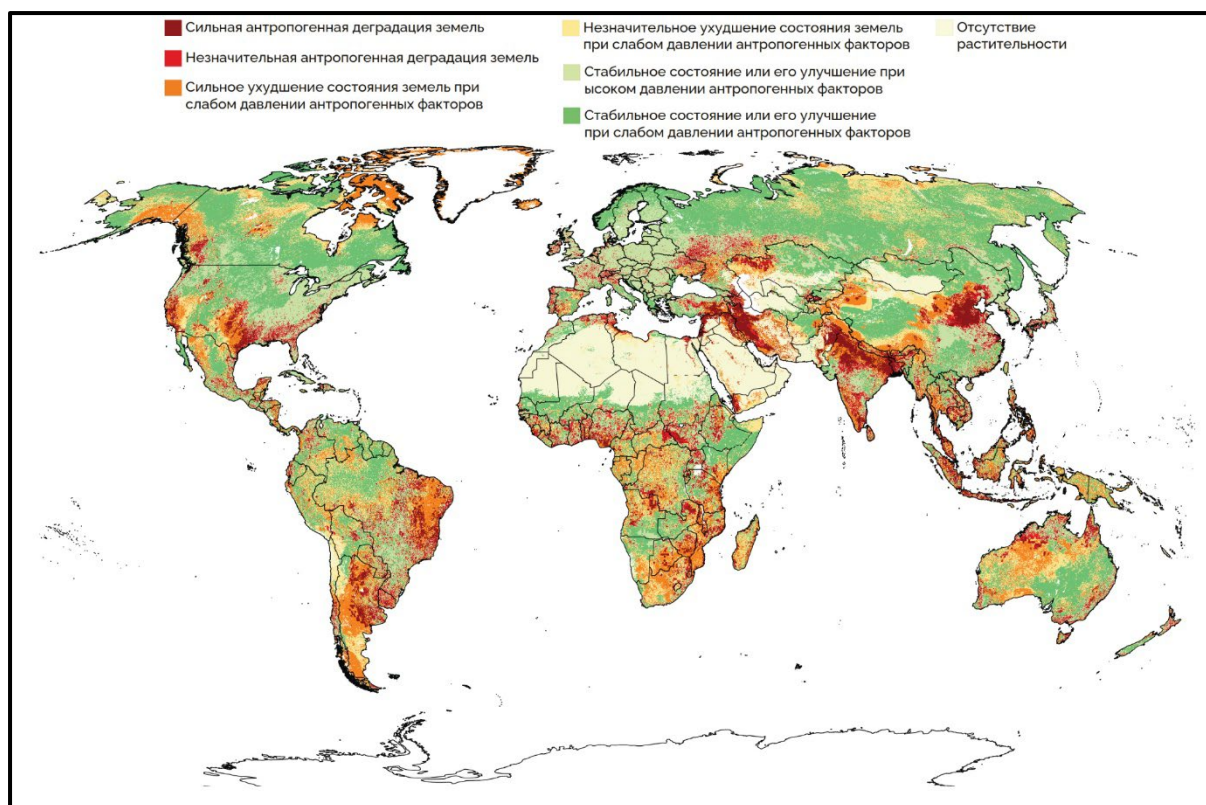 Сильная антропогенная деградация земель
Незначительная антропогенная деградация земель
Сильное ухудшение состояния земель при
слабом давлении антропогенных факторов
Незначительное ухудшение состояния земель
при слабом давлении антропогенных факторов
Стабильное состояние или его улучшение при
ысоком давлении антропогенных факторов
Стабильное состояние или его улучшение
при слабом давлении антропогенных факторов
Отсутствие
растительности